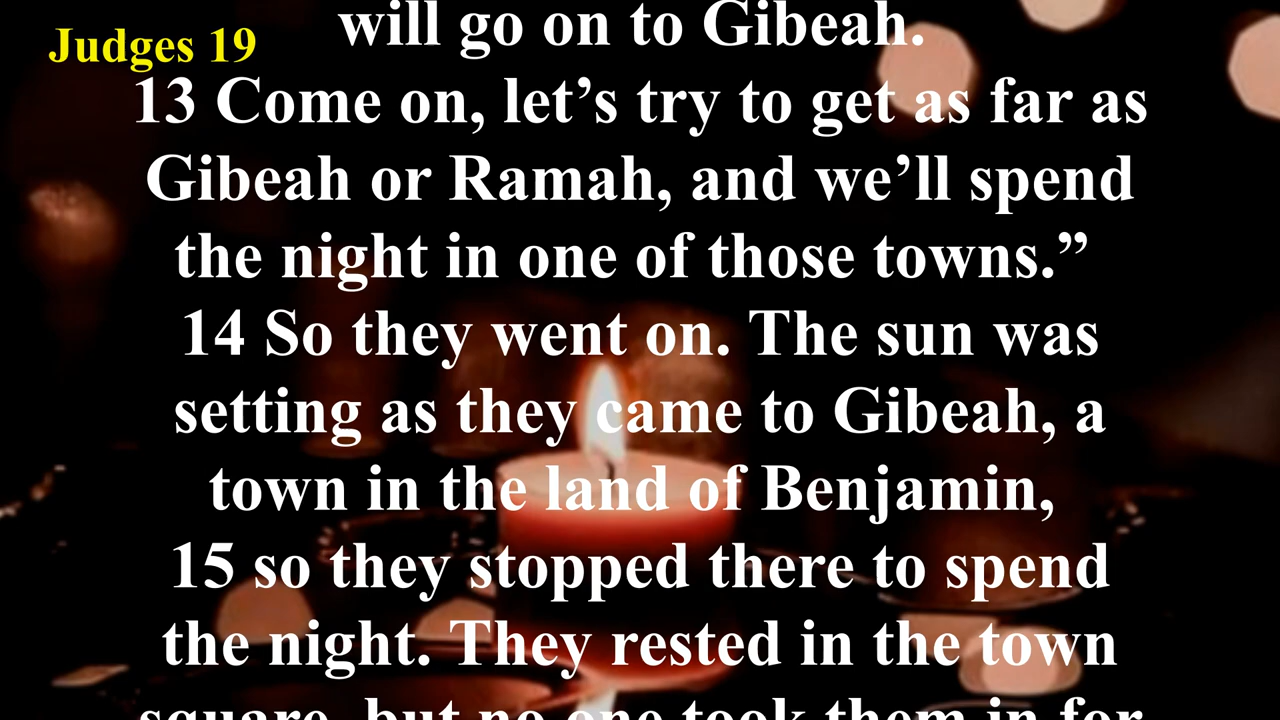 will go on to Gibeah.
Judges 19
13 Come on, let’s try to get as far as
Gibeah or Ramah, and we’ll spend
the night in one of those towns.”
14 So they went on. The sun was
setting as they came to Gibeah, a
town in the land of Benjamin,
15 so they stopped there to spend
the night. They rested in the town
square, but no one took them in for